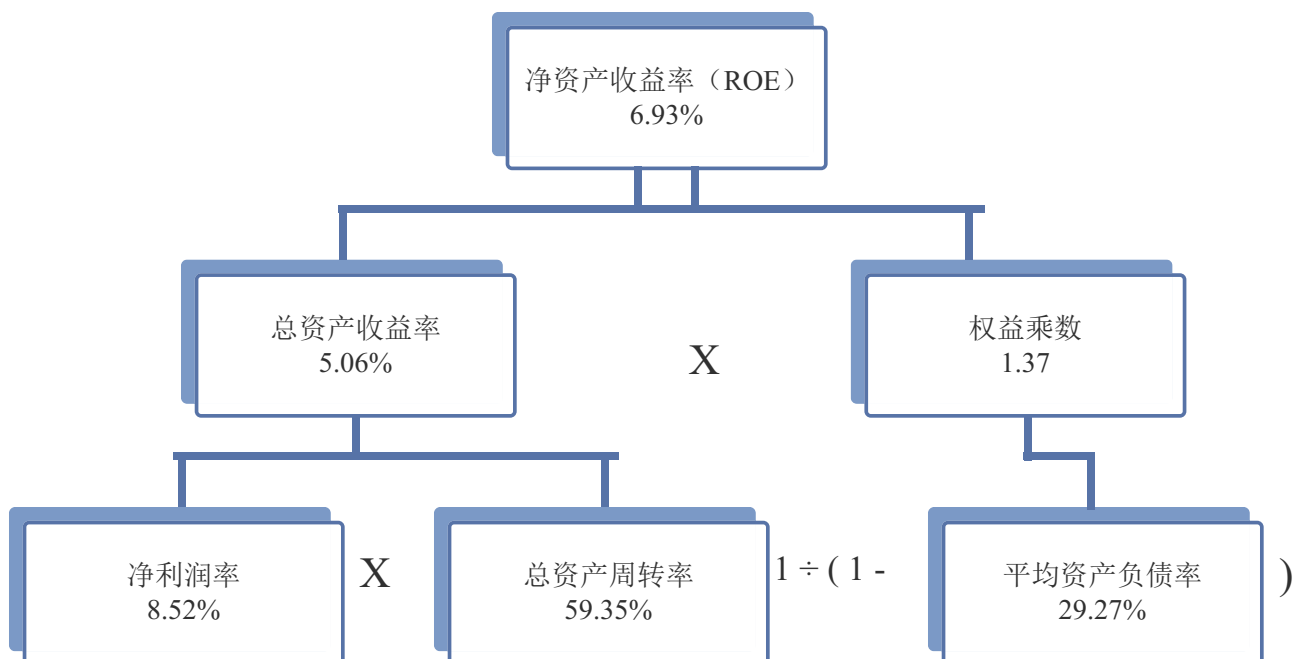 净资产收益率（ROE）
6.93%
总资产收益率
5.06%
X
权益乘数
1.37
净利润率
8.52%
X
总资产周转率
59.35%
1 ÷ ( 1 -
平均资产负债率
29.27%
)